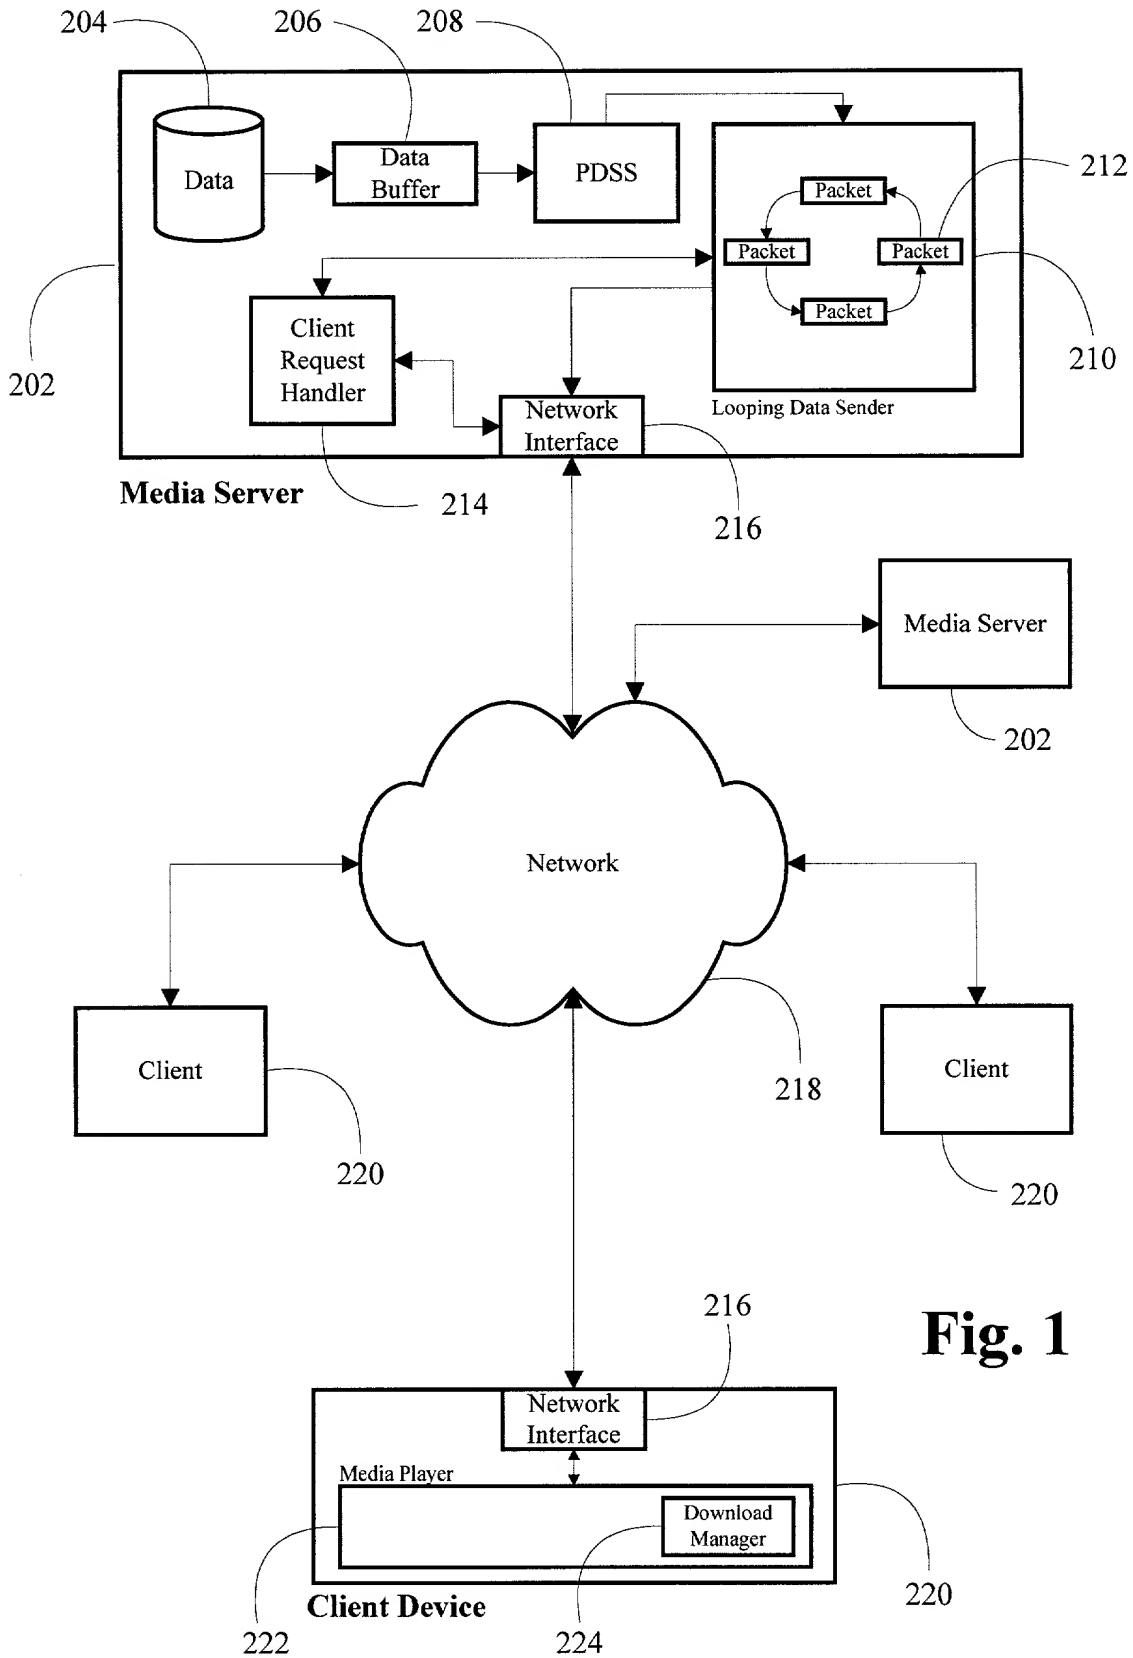 204
206
208
Data
Data
Buffer
PDSS
212
Packet
Packet
Packet
Packet
210
202
Client
Request
Handler
Looping Data Sender
Network
Interface
Media Server
214
216
Media Server
202
Network
218
Client
220
Client
220
216
Fig. 1
Network
Interface
Media Player
Download
Manager
220
Client Device
222
224